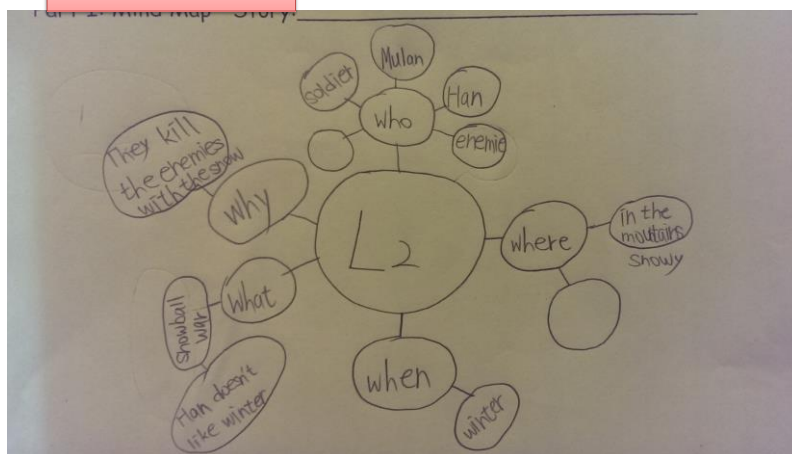 Part 1: Mind Map - Story:
Mulan
soldier
Han
who
enemie
They kill
the enemies
with the snow
why
L2
where
in the
moutains
snowy
what
snowball
war
Han doesn't
like winter
when
winter